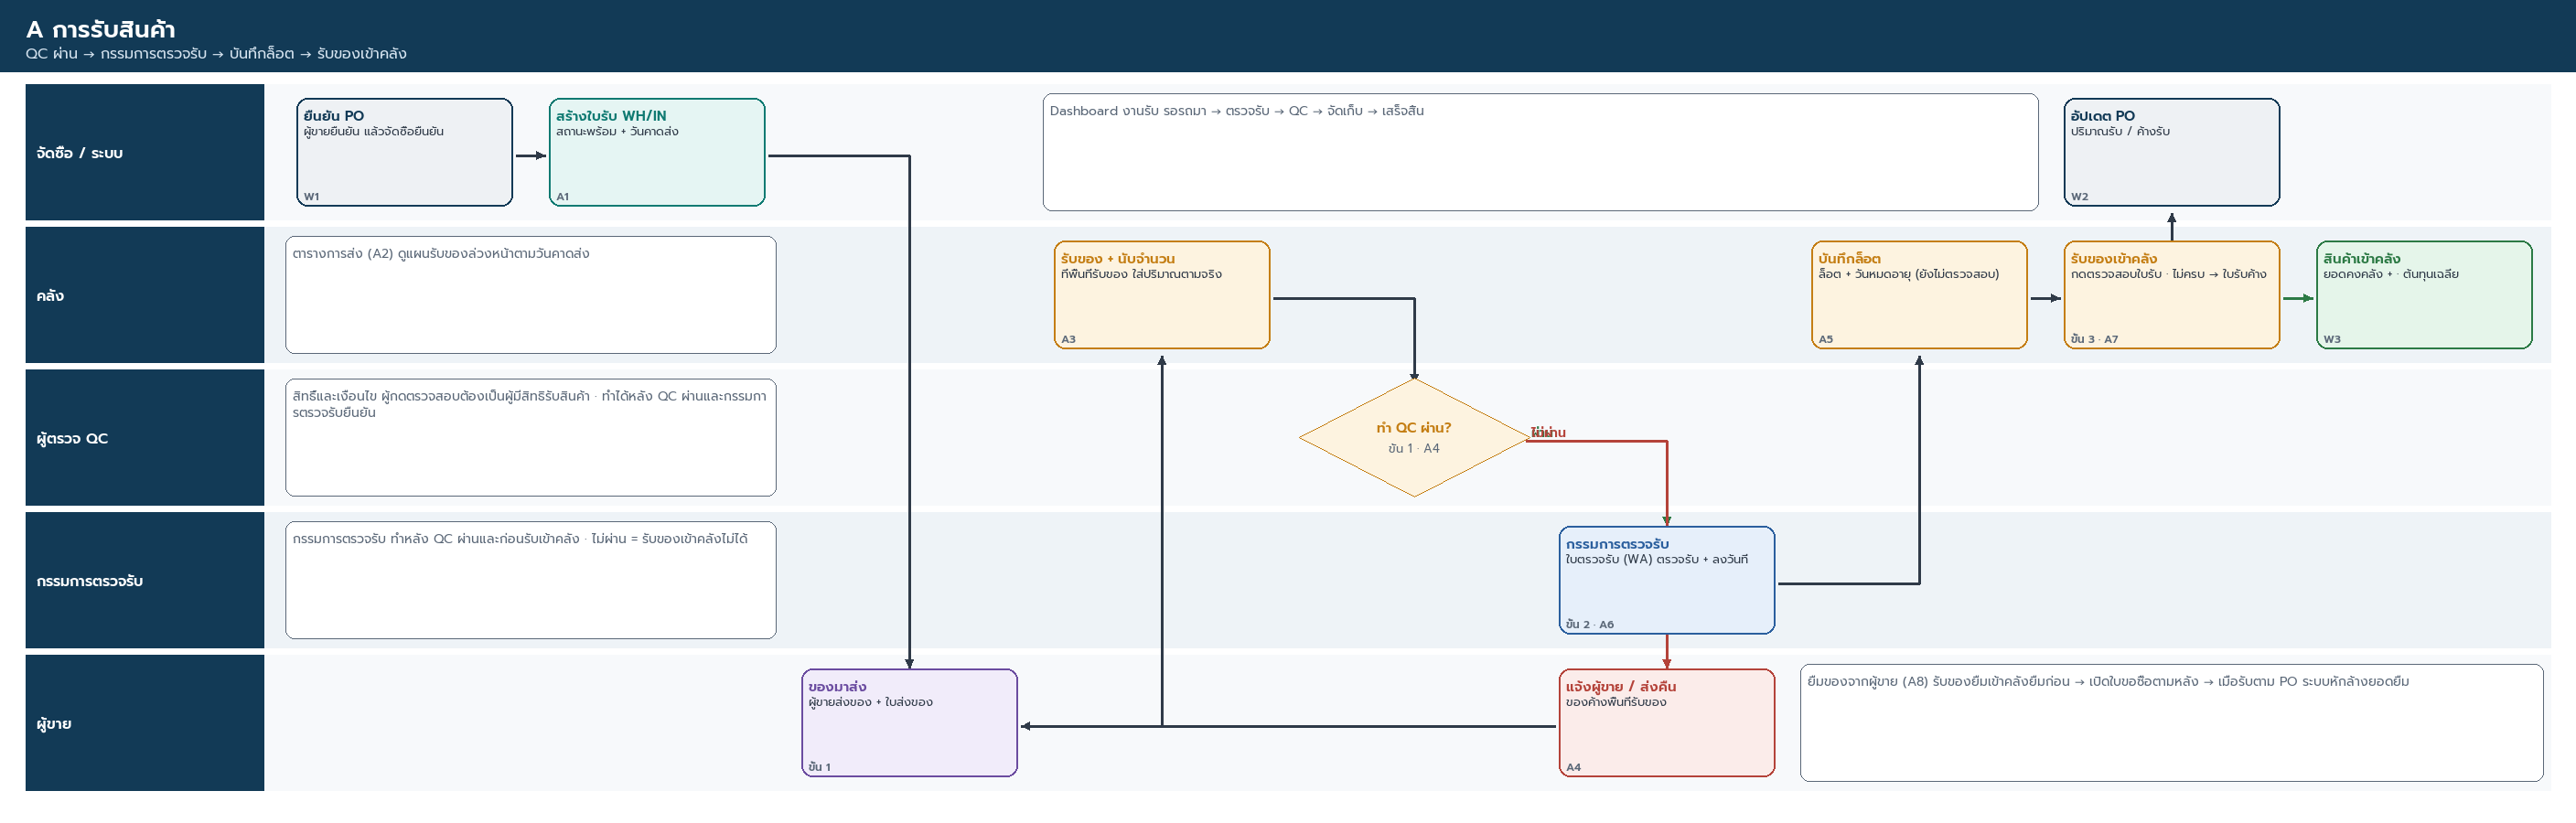 A การรับสินค้า
QC ผ่าน → กรรมการตรวจรับ → บันทึกล็อต → รับของเข้าคลัง
จัดซื้อ / ระบบ
ยืนยัน PO
ผู้ขายยืนยัน แล้วจัดซื้อยืนยัน
W1
สร้างใบรับ WH/IN
สถานะพร้อม + วันคาดส่ง
A1
Dashboard งานรับ รอรถมา → ตรวจรับ → QC → จัดเก็บ → เสร็จสิ้น
อัปเดต PO
ปริมาณรับ / ค้างรับ
W2
คลัง
ตารางการส่ง (A2) ดูแผนรับของล่วงหน้าตามวันคาดส่ง
รับของ + นับจำนวน
ที่พื้นที่รับของ ใส่ปริมาณตามจริง
A3
บันทึกล็อต
ล็อต + วันหมดอายุ (ยังไม่ตรวจสอบ)
A5
รับของเข้าคลัง
กดตรวจสอบใบรับ · ไม่ครบ → ใบรับค้าง
ขั้น 3 · A7
สินค้าเข้าคลัง
ยอดคงคลัง + · ต้นทุนเฉลี่ย
W3
ผู้ตรวจ QC
สิทธิ์และเงื่อนไข ผู้กดตรวจสอบต้องเป็นผู้มีสิทธิรับสินค้า · ทำได้หลัง QC ผ่านและกรรมกา
รตรวจรับยืนยัน
ทำ QC ผ่าน?
ขั้น 1 · A4
ไม่ผ่าน
กรรมการตรวจรับ
กรรมการตรวจรับ ทำหลัง QC ผ่านและก่อนรับเข้าคลัง · ไม่ผ่าน = รับของเข้าคลังไม่ได้
กรรมการตรวจรับ
ใบตรวจรับ (WA) ตรวจรับ + ลงวันที่
ขั้น 2 · A6
ผู้ขาย
ของมาส่ง
ผู้ขายส่งของ + ใบส่งของ
ขั้น 1
แจ้งผู้ขาย / ส่งคืน
ของค้างพื้นที่รับของ
A4
ยืมของจากผู้ขาย (A8) รับของยืมเข้าคลังยืมก่อน → เปิดใบขอซื้อตามหลัง → เมื่อรับตาม PO ระบบหักล้างยอดยืม